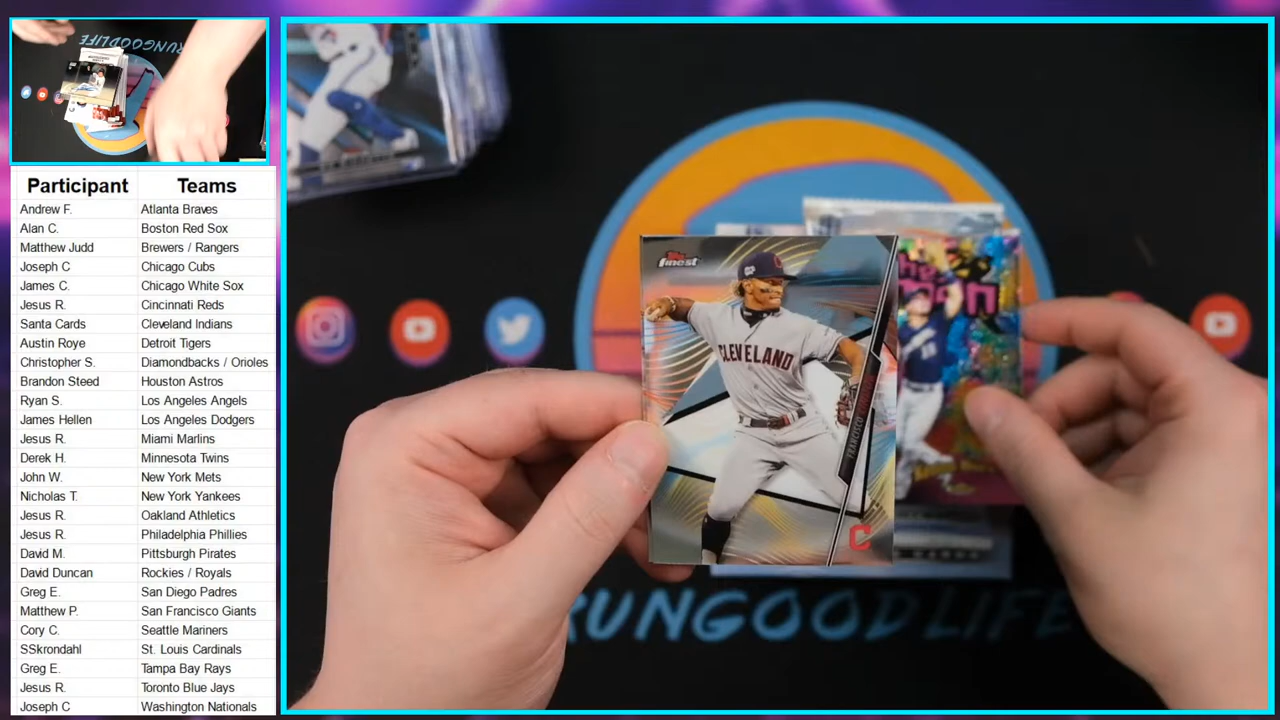 RUNGOODLIFE
Participant Teams
Andrew F. Atlanta Braves
Alan C. Boston Red Sox
Matthew Judd Brewers / Rangers
Joseph C Chicago Cubs
James C. Chicago White Sox
Jesus R. Cincinnati Reds
Santa Cards Cleveland Indians
Austin Roye Detroit Tigers
Christopher S. Diamondbacks / Orioles
Brandon Steed Houston Astros
Ryan S. Los Angeles Angels
James Hellen Los Angeles Dodgers
Jesus R. Miami Marlins
Derek H. Minnesota Twins
John W. New York Mets
Nicholas T. New York Yankees
Jesus R. Oakland Athletics
Jesus R. Philadelphia Phillies
David M. Pittsburgh Pirates
David Duncan Rockies / Royals
Greg E. San Diego Padres
Matthew P. San Francisco Giants
Cory C. Seattle Mariners
SSkrondahl St. Louis Cardinals
Greg E. Tampa Bay Rays
Jesus R. Toronto Blue Jays
Joseph C Washington Nationals
Topps
finest
CLEVELAND
FRANCISCO
C
RUNGOODLIFE